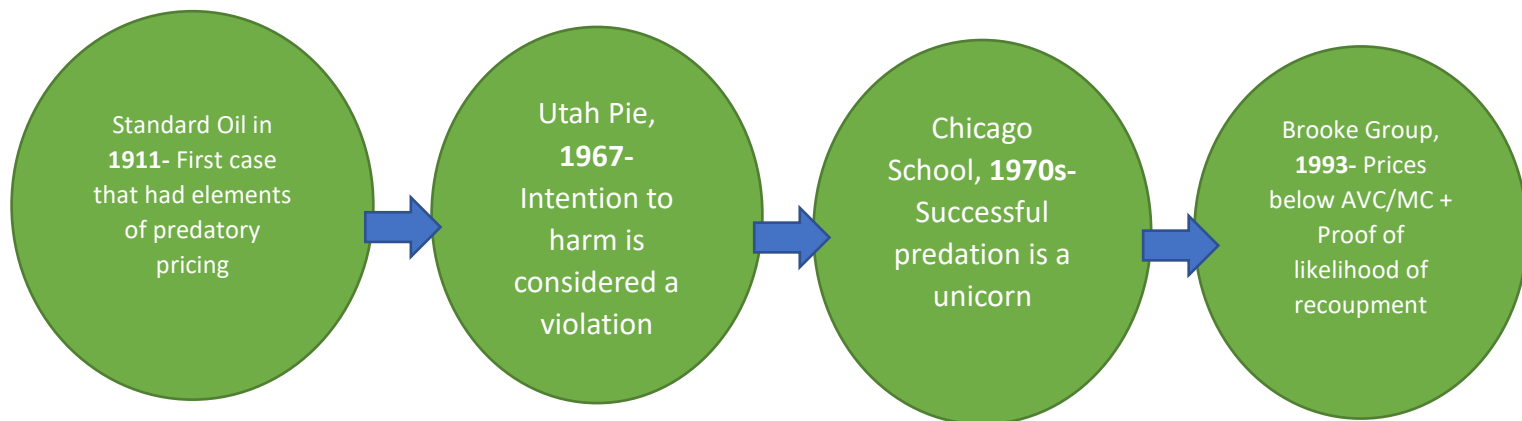 Standard Oil in
1911- First case
that had elements
of predatory
pricing
Utah Pie,
1967-
Intention to
harm is
considered a
violation
Chicago
School, 1970s-
Successful
predation is a
unicorn
Brooke Group,
1993- Prices
below AVC/MC +
Proof of
likelihood of
recoupment